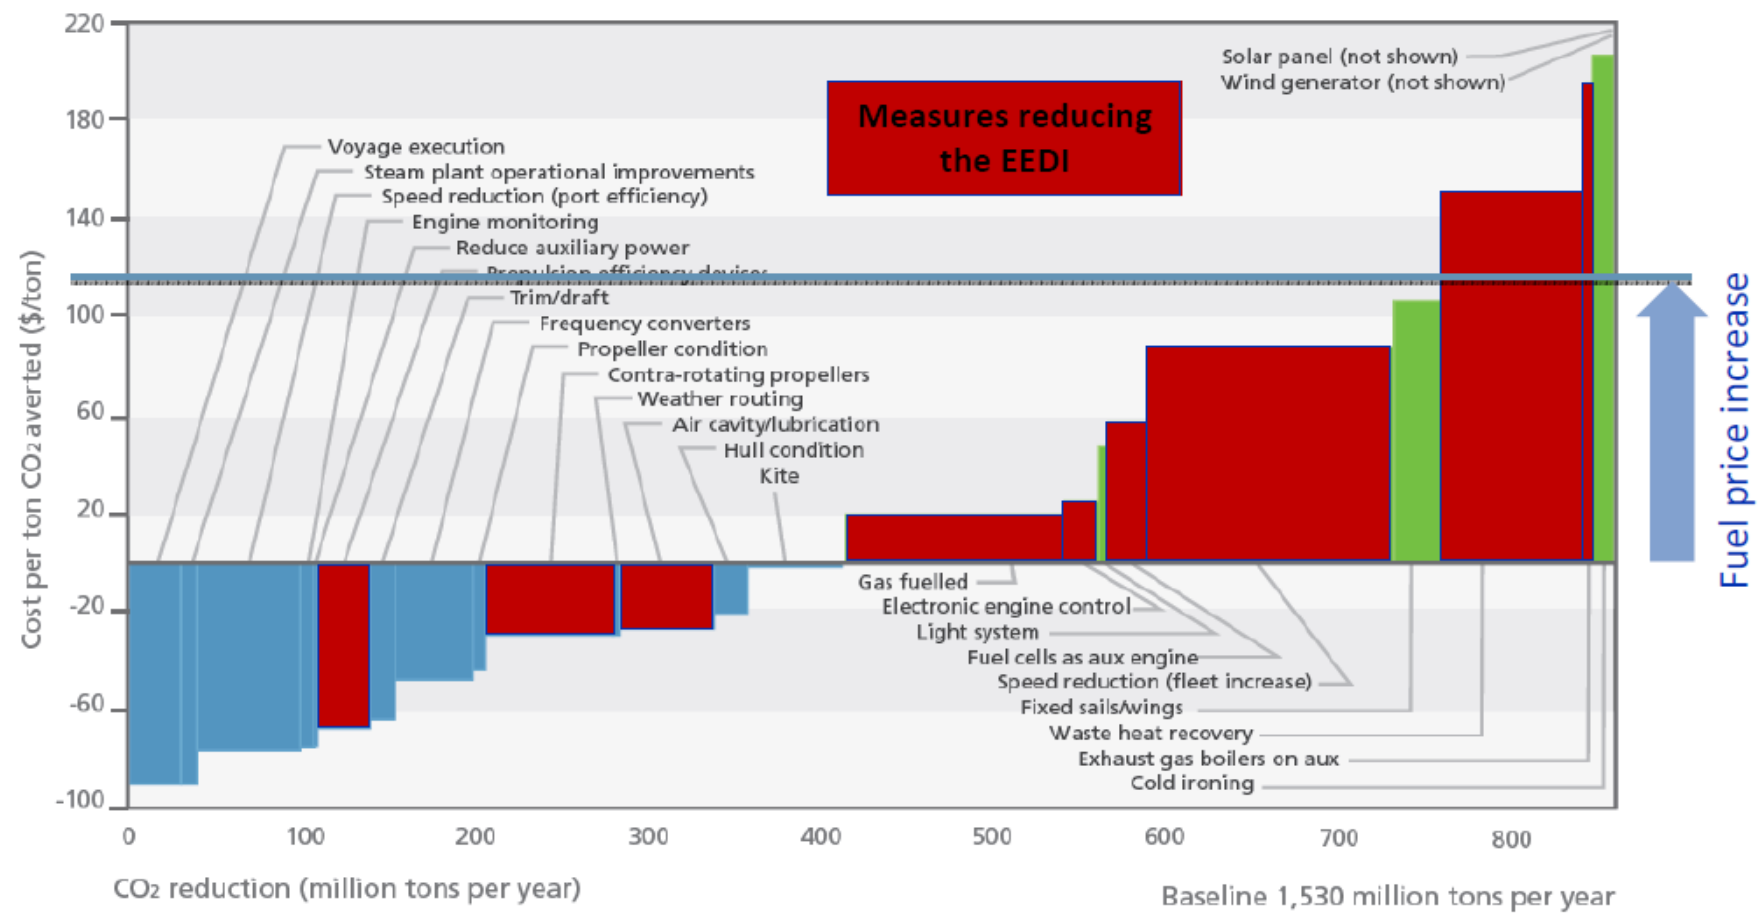 220
180
140
100
60
20
-20
-60
-100
Cost per ton CO2 averted ($/ton)
Voyage execution
Steam plant operational improvements
Speed reduction (port efficiency)
Engine monitoring
Reduce auxiliary power
Propulsion efficiency devises
Trim/draft
Frequency converters
Propeller condition
Contra-rotating propellers
Weather routing
Air cavity/lubrication
Hull condition
Kite
Measures reducing
the EEDI
Solar panel (not shown)
Wind generator (not shown)
Fuel price increase
Gas fuelled
Electronic engine control
Light system
Fuel cells as aux engine
Speed reduction (fleet increase)
Fixed sails/wings
Waste heat recovery
Exhaust gas boilers on aux
Cold ironing
0 100 200 300 400 500 600 700 800
CO2 reduction (million tons per year)
Baseline 1,530 million tons per year